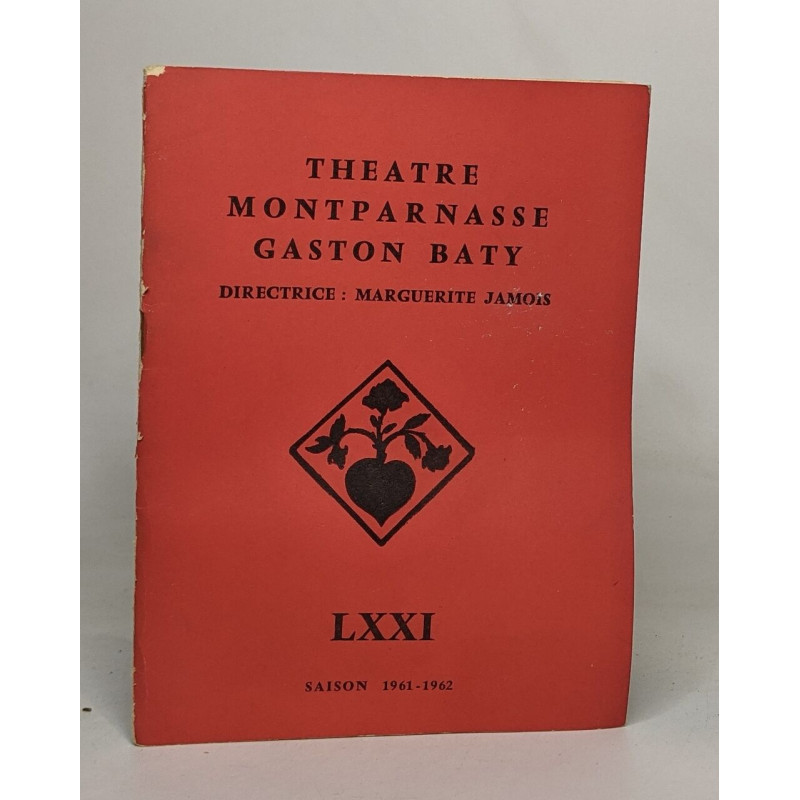 THEATRE
MONTPARNASSE
GASTON BATY
DIRECTRICE : MARGUERITE JAMOIS
LXXI
SAISON 1961-1962